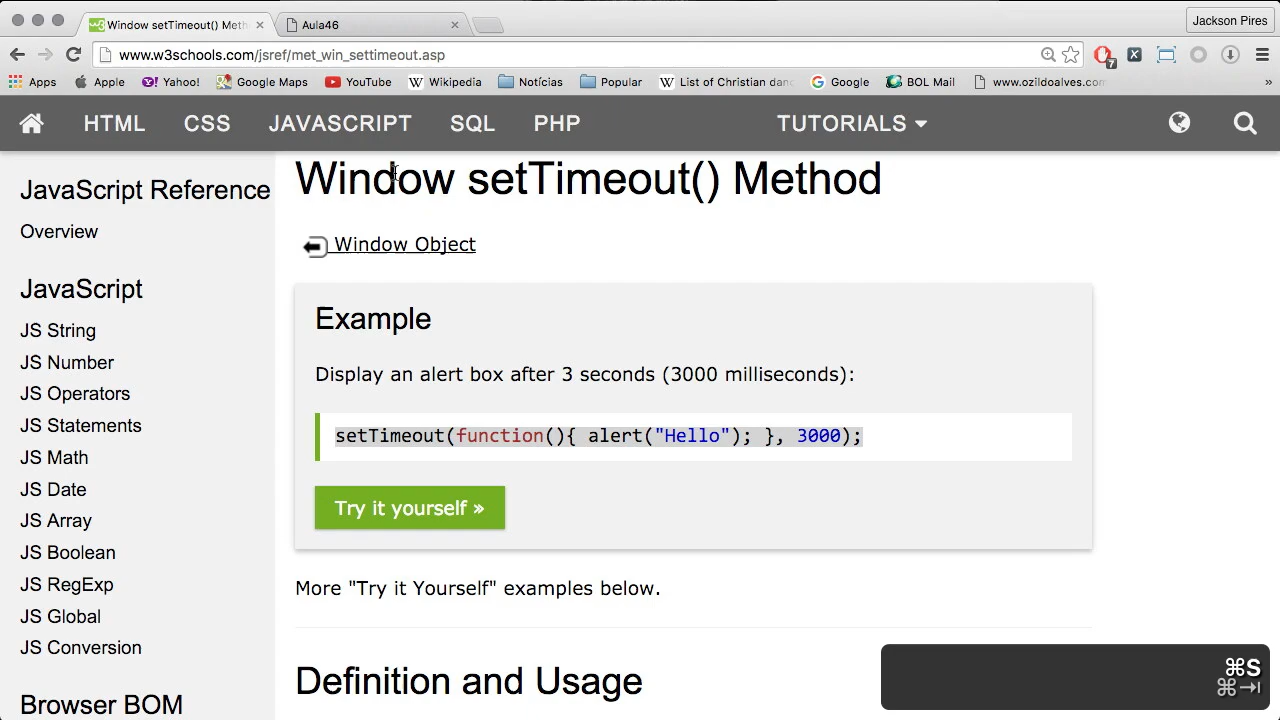 Window setTimeout() Meth
Aula46
Jackson Pires
www.w3schools.com/jsref/met_win_settimeout.asp
7
Apps
Apple
Yahoo!
Google Maps
YouTube
Wikipedia
Notícias
Popular
List of Christian dano
Google
BOL Mail
www.ozildoalves.com
»
HTML
CSS
JAVASCRIPT
SQL
PHP
TUTORIALS
JavaScript Reference
Overview
JavaScript
JS String
JS Number
JS Operators
JS Statements
JS Math
JS Date
JS Array
JS Boolean
JS RegExp
JS Global
JS Conversion
Browser BOM
Window setTimeout() Method
Window Object
Example
Display an alert box after 3 seconds (3000 milliseconds):
setTimeout(function(){ alert("Hello"); }, 3000);
Try it yourself »
More "Try it Yourself" examples below.
Definition and Usage
⌘S
⌘⇥